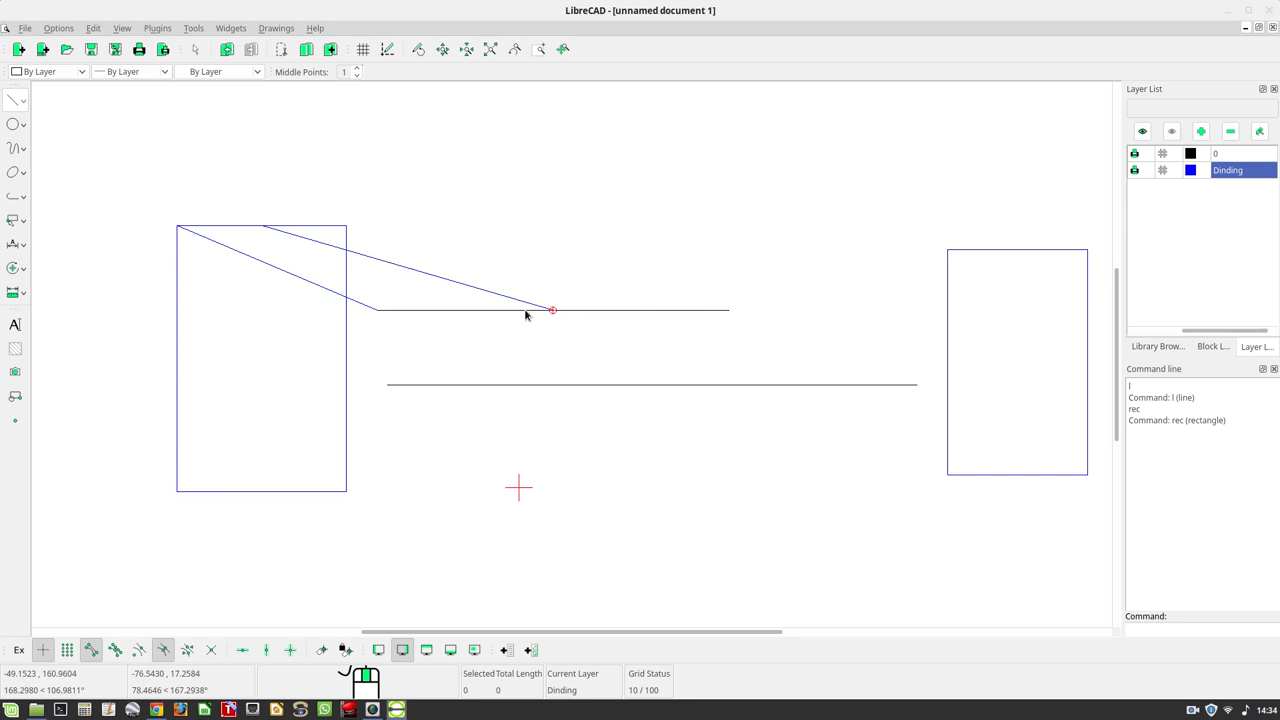 LibreCAD - [unnamed document 1]
File Options Edit View Plugins Tools Widgets Drawings Help
By Layer By Layer By Layer Middle Points: 1
Layer List
0
Dinding
Library Brow... Block L... Layer L...
Command line
l
Command: l (line)
rec
Command: rec (rectangle)
Command:
Ex
-49.1523 , 160.9604 -76.5430 , 17.2584 Selected Total Length Current Layer Grid Status
168.2980 < 106.9811° 78.4646 < 167.2938° 0 0 Dinding 10 / 100
14:34